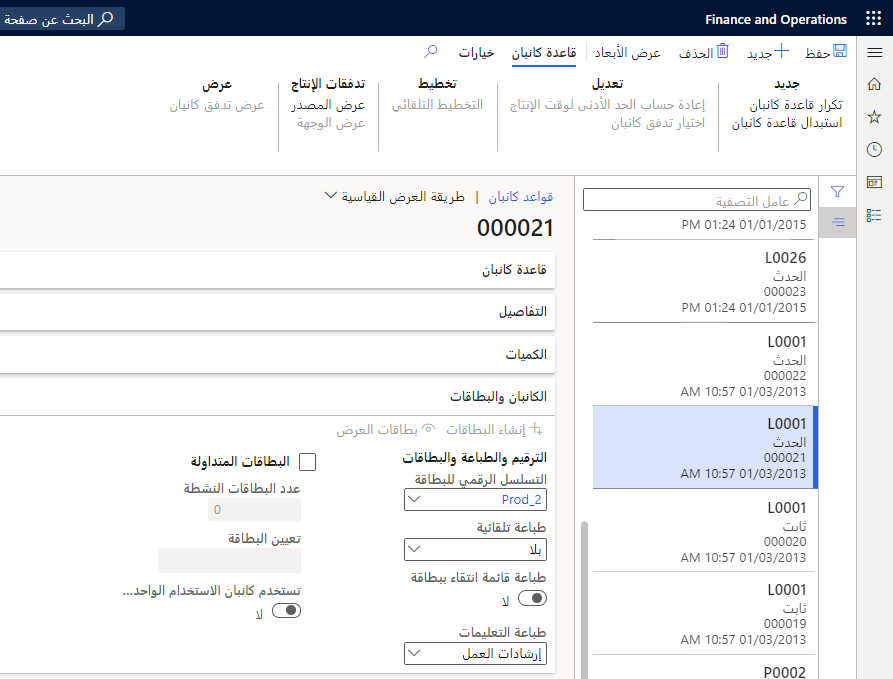 Finance and Operations
البحث عن صفحة
حفظ
جديد
الحذف
عرض الأبعاد
قاعدة كانبان
خيارات
جديد
تكرار قاعدة كانبان
استبدال قاعدة كانبان
تعديل
إعادة حساب الحد الأدنى لوقت الإنتاج
اختيار تدفق كانبان
تخطيط
التخطيط التلقائي
تدفقات الإنتاج
عرض المصدر
عرض الوجهة
عرض
عرض تدفق كانبان
عامل التصفية
01/01/2015 01:24 PM
L0026
الحدث
000023
01/01/2015 01:24 PM
L0001
الحدث
000022
01/03/2013 10:57 AM
L0001
الحدث
000021
01/03/2013 10:57 AM
L0001
ثابت
000020
01/03/2013 10:57 AM
L0001
ثابت
000019
01/03/2013 10:57 AM
P0002
قواعد كانبان | طريقة العرض القياسية
000021
قاعدة كانبان
التفاصيل
الكميات
الكانبان والبطاقات
إنشاء البطاقات
بطاقات العرض
الترقيم والطباعة والبطاقات
التسلسل الرقمي للبطاقة
Prod_2
طباعة تلقائية
بلا
طباعة قائمة انتقاء ببطاقة
لا
طباعة التعليمات
إرشادات العمل
البطاقات المتداولة
عدد البطاقات النشطة
0
تعيين البطاقة
تستخدم كانبان الاستخدام الواحد...
لا